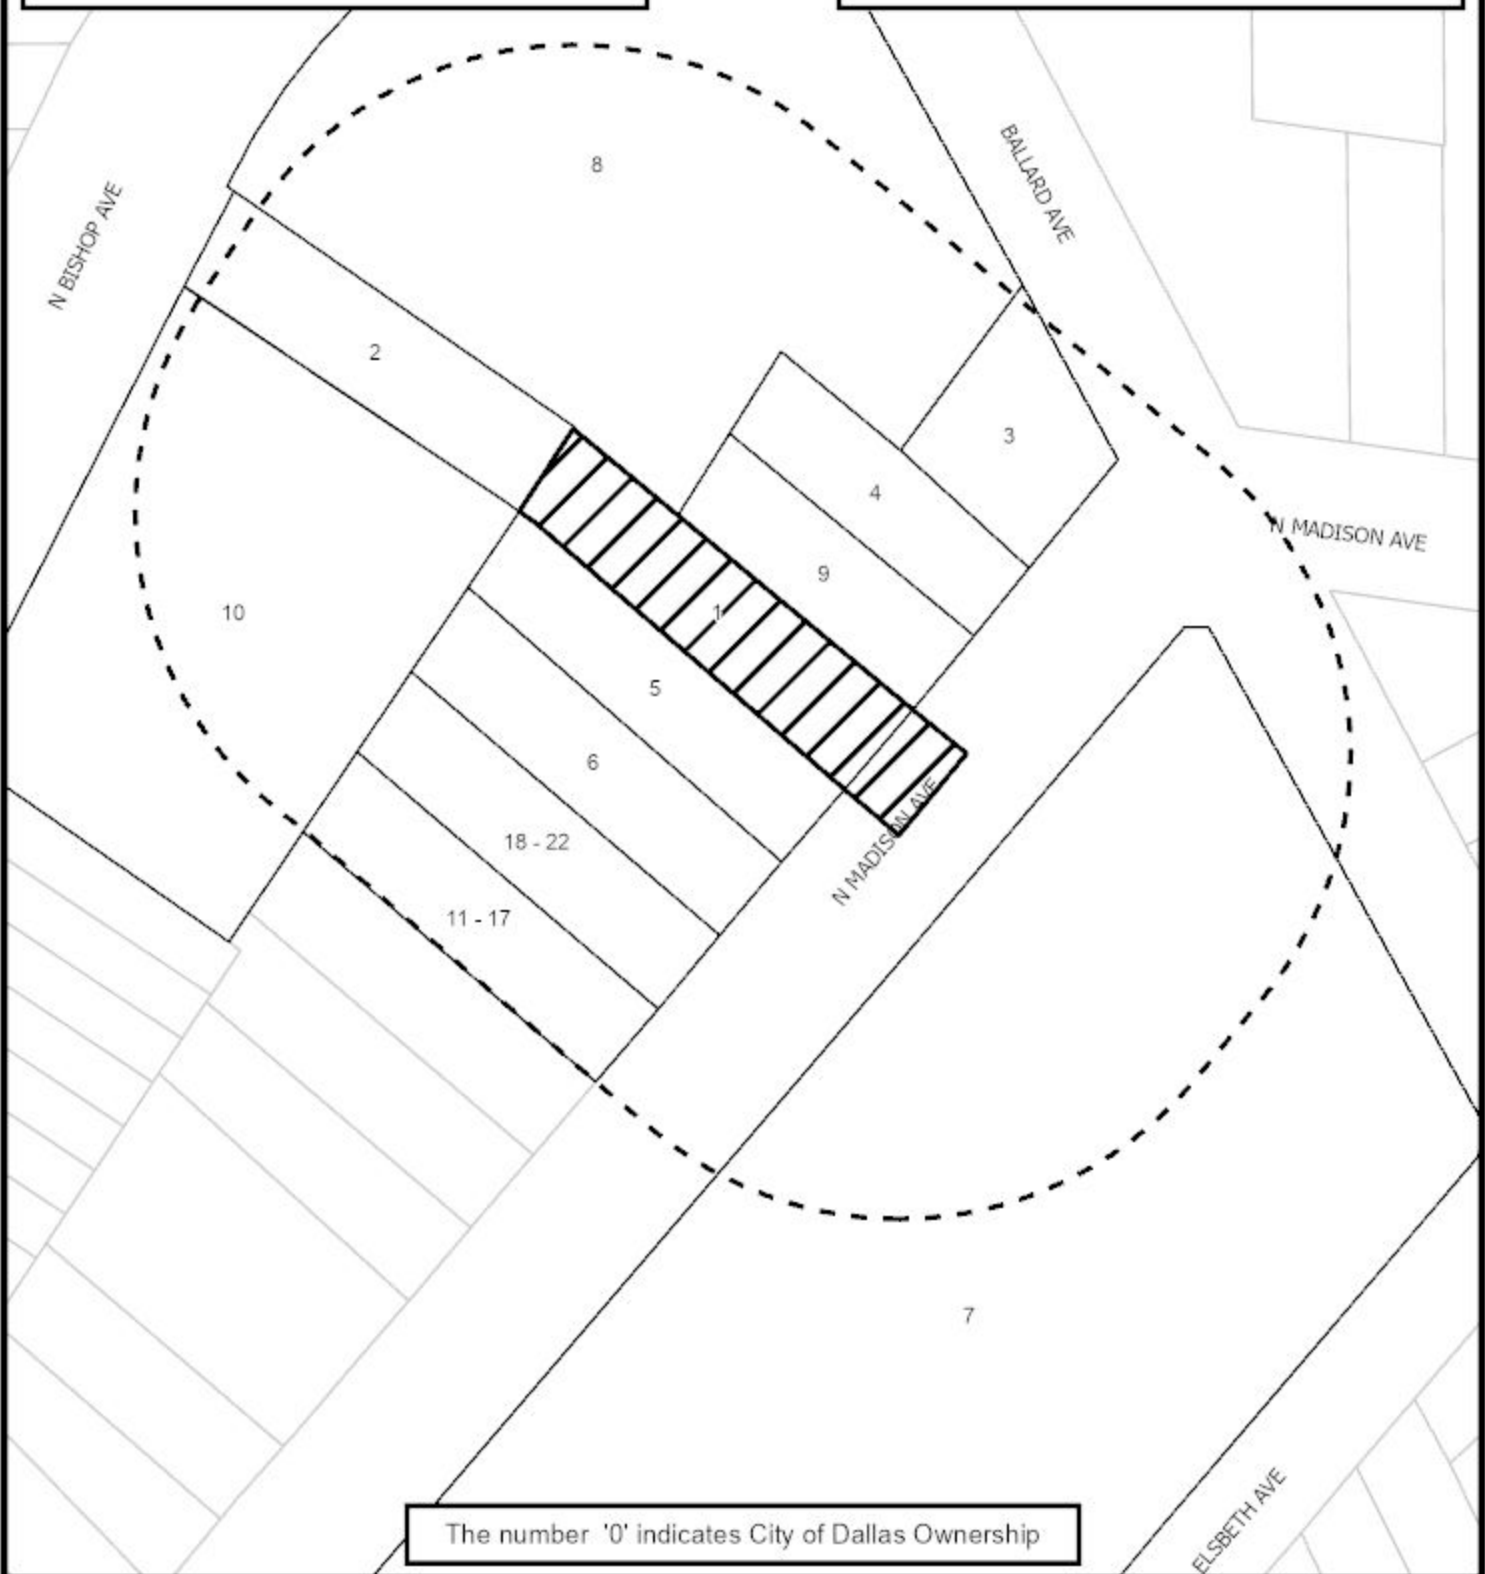 8
BALLARD AVE
N BISHOP AVE
2
3
4
N MADISON AVE
9
10
1
5
6
18 - 22
N MADISON AVE
11 - 17
7
The number '0' indicates City of Dallas Ownership
ELSBETH AVE